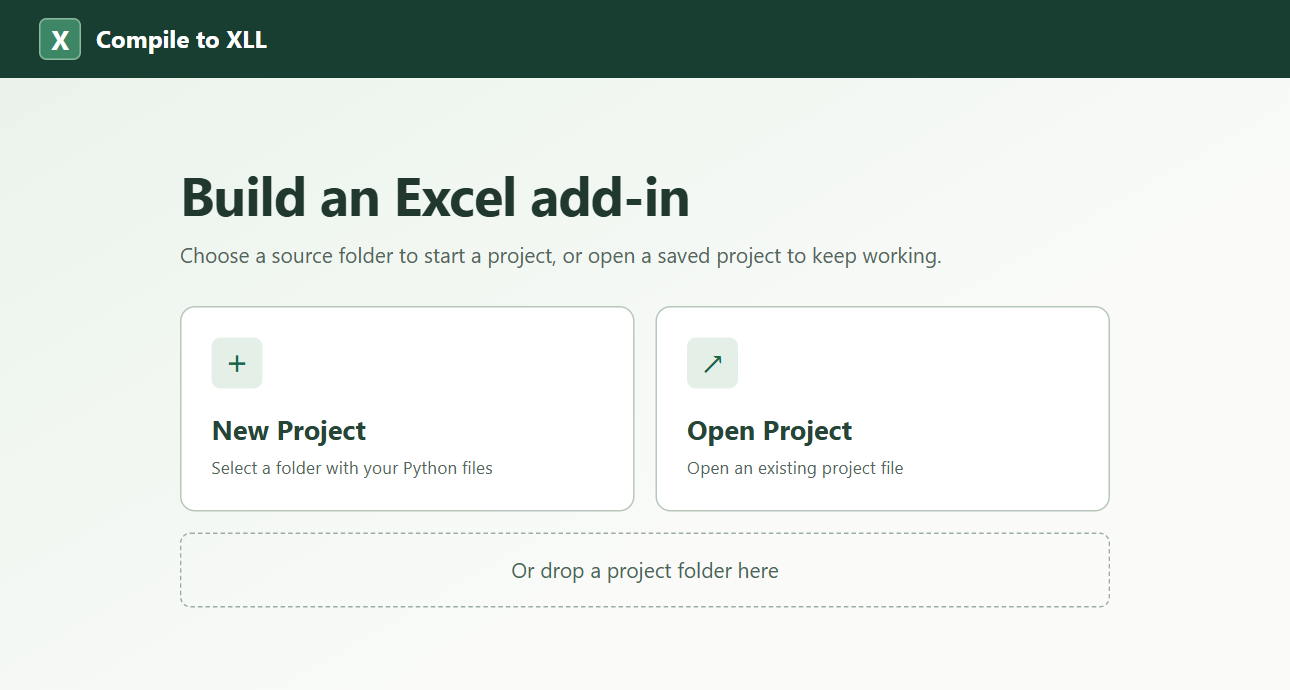 X Compile to XLL
Build an Excel add-in
Choose a source folder to start a project, or open a saved project to keep working.
+
New Project
Select a folder with your Python files
↗
Open Project
Open an existing project file
Or drop a project folder here